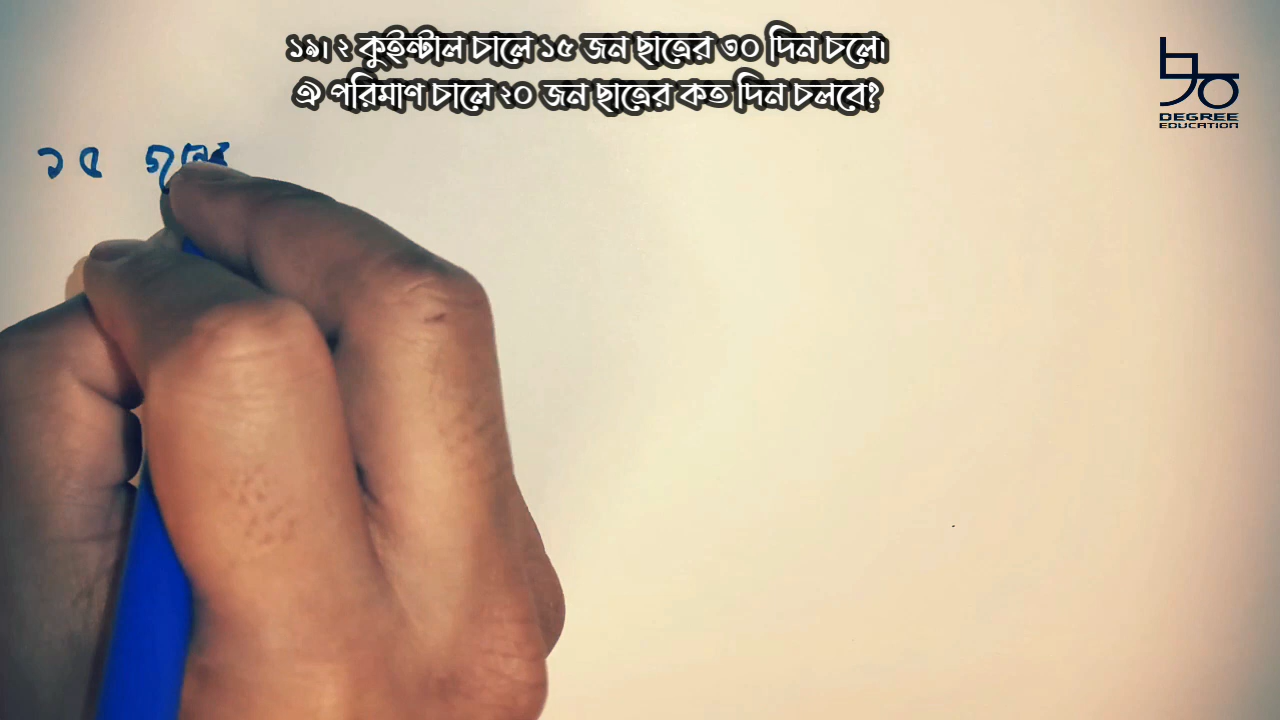 ১৯। ২ কুইন্টাল চালে ১৫ জন ছাত্রের ৩০ দিন চলে।
ঐ পরিমাণ চালে ২০ জন ছাত্রের কত দিন চলবে?
DEGREE
EDUCATION
১৫